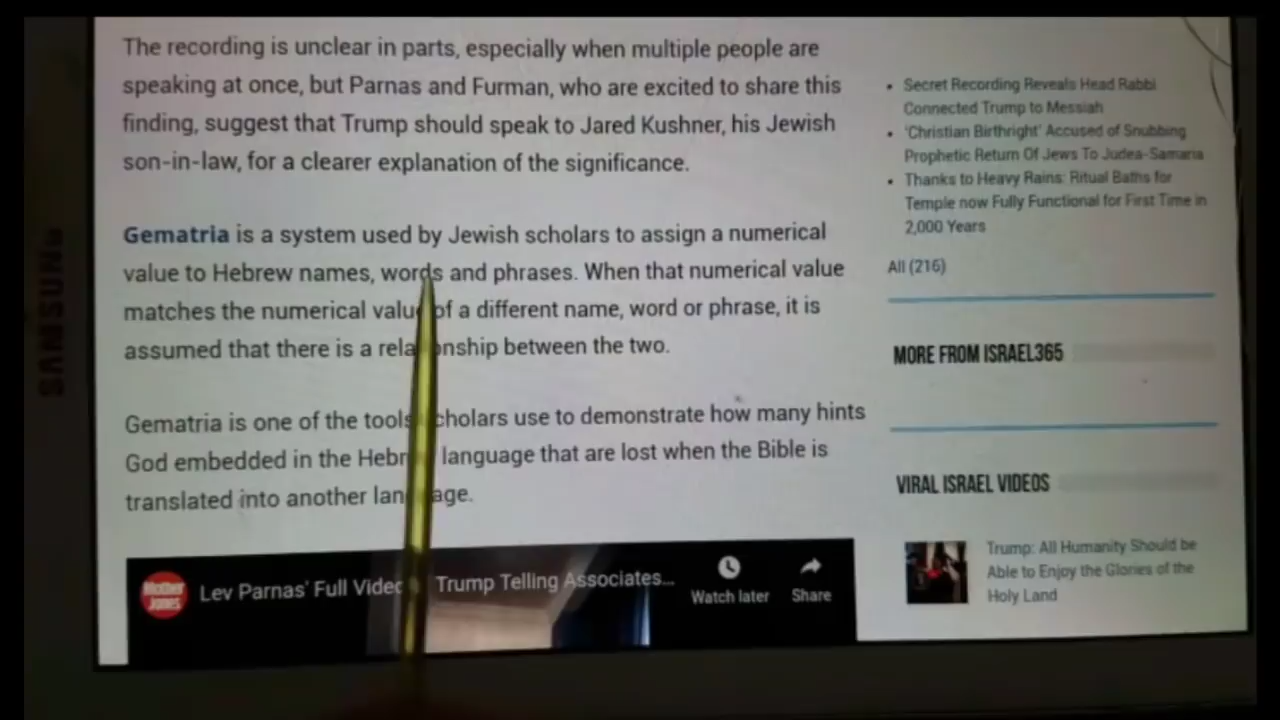 The recording is unclear in parts, especially when multiple people are
speaking at once, but Parnas and Furman, who are excited to share this
finding, suggest that Trump should speak to Jared Kushner, his Jewish
son-in-law, for a clearer explanation of the significance.
Gematria is a system used by Jewish scholars to assign a numerical
value to Hebrew names, words and phrases. When that numerical value
matches the numerical value of a different name, word or phrase, it is
assumed that there is a relationship between the two.
Gematria is one of the tools scholars use to demonstrate how many hints
God embedded in the Hebrew language that are lost when the Bible is
translated into another language.
Mother
Jones
Lev Parnas' Full Video Trump Telling Associates...
Watch later
Share
Secret Recording Reveals Head Rabbi
Connected Trump to Messiah
'Christian Birthright' Accused of Snubbing
Prophetic Return Of Jews To Judea-Samaria
Thanks to Heavy Rains: Ritual Baths for
Temple now Fully Functional for First Time in
2,000 Years
All (216)
MORE FROM ISRAEL365
VIRAL ISRAEL VIDEOS
Trump: All Humanity Should be
Able to Enjoy the Glories of the
Holy Land
SAMSUNG